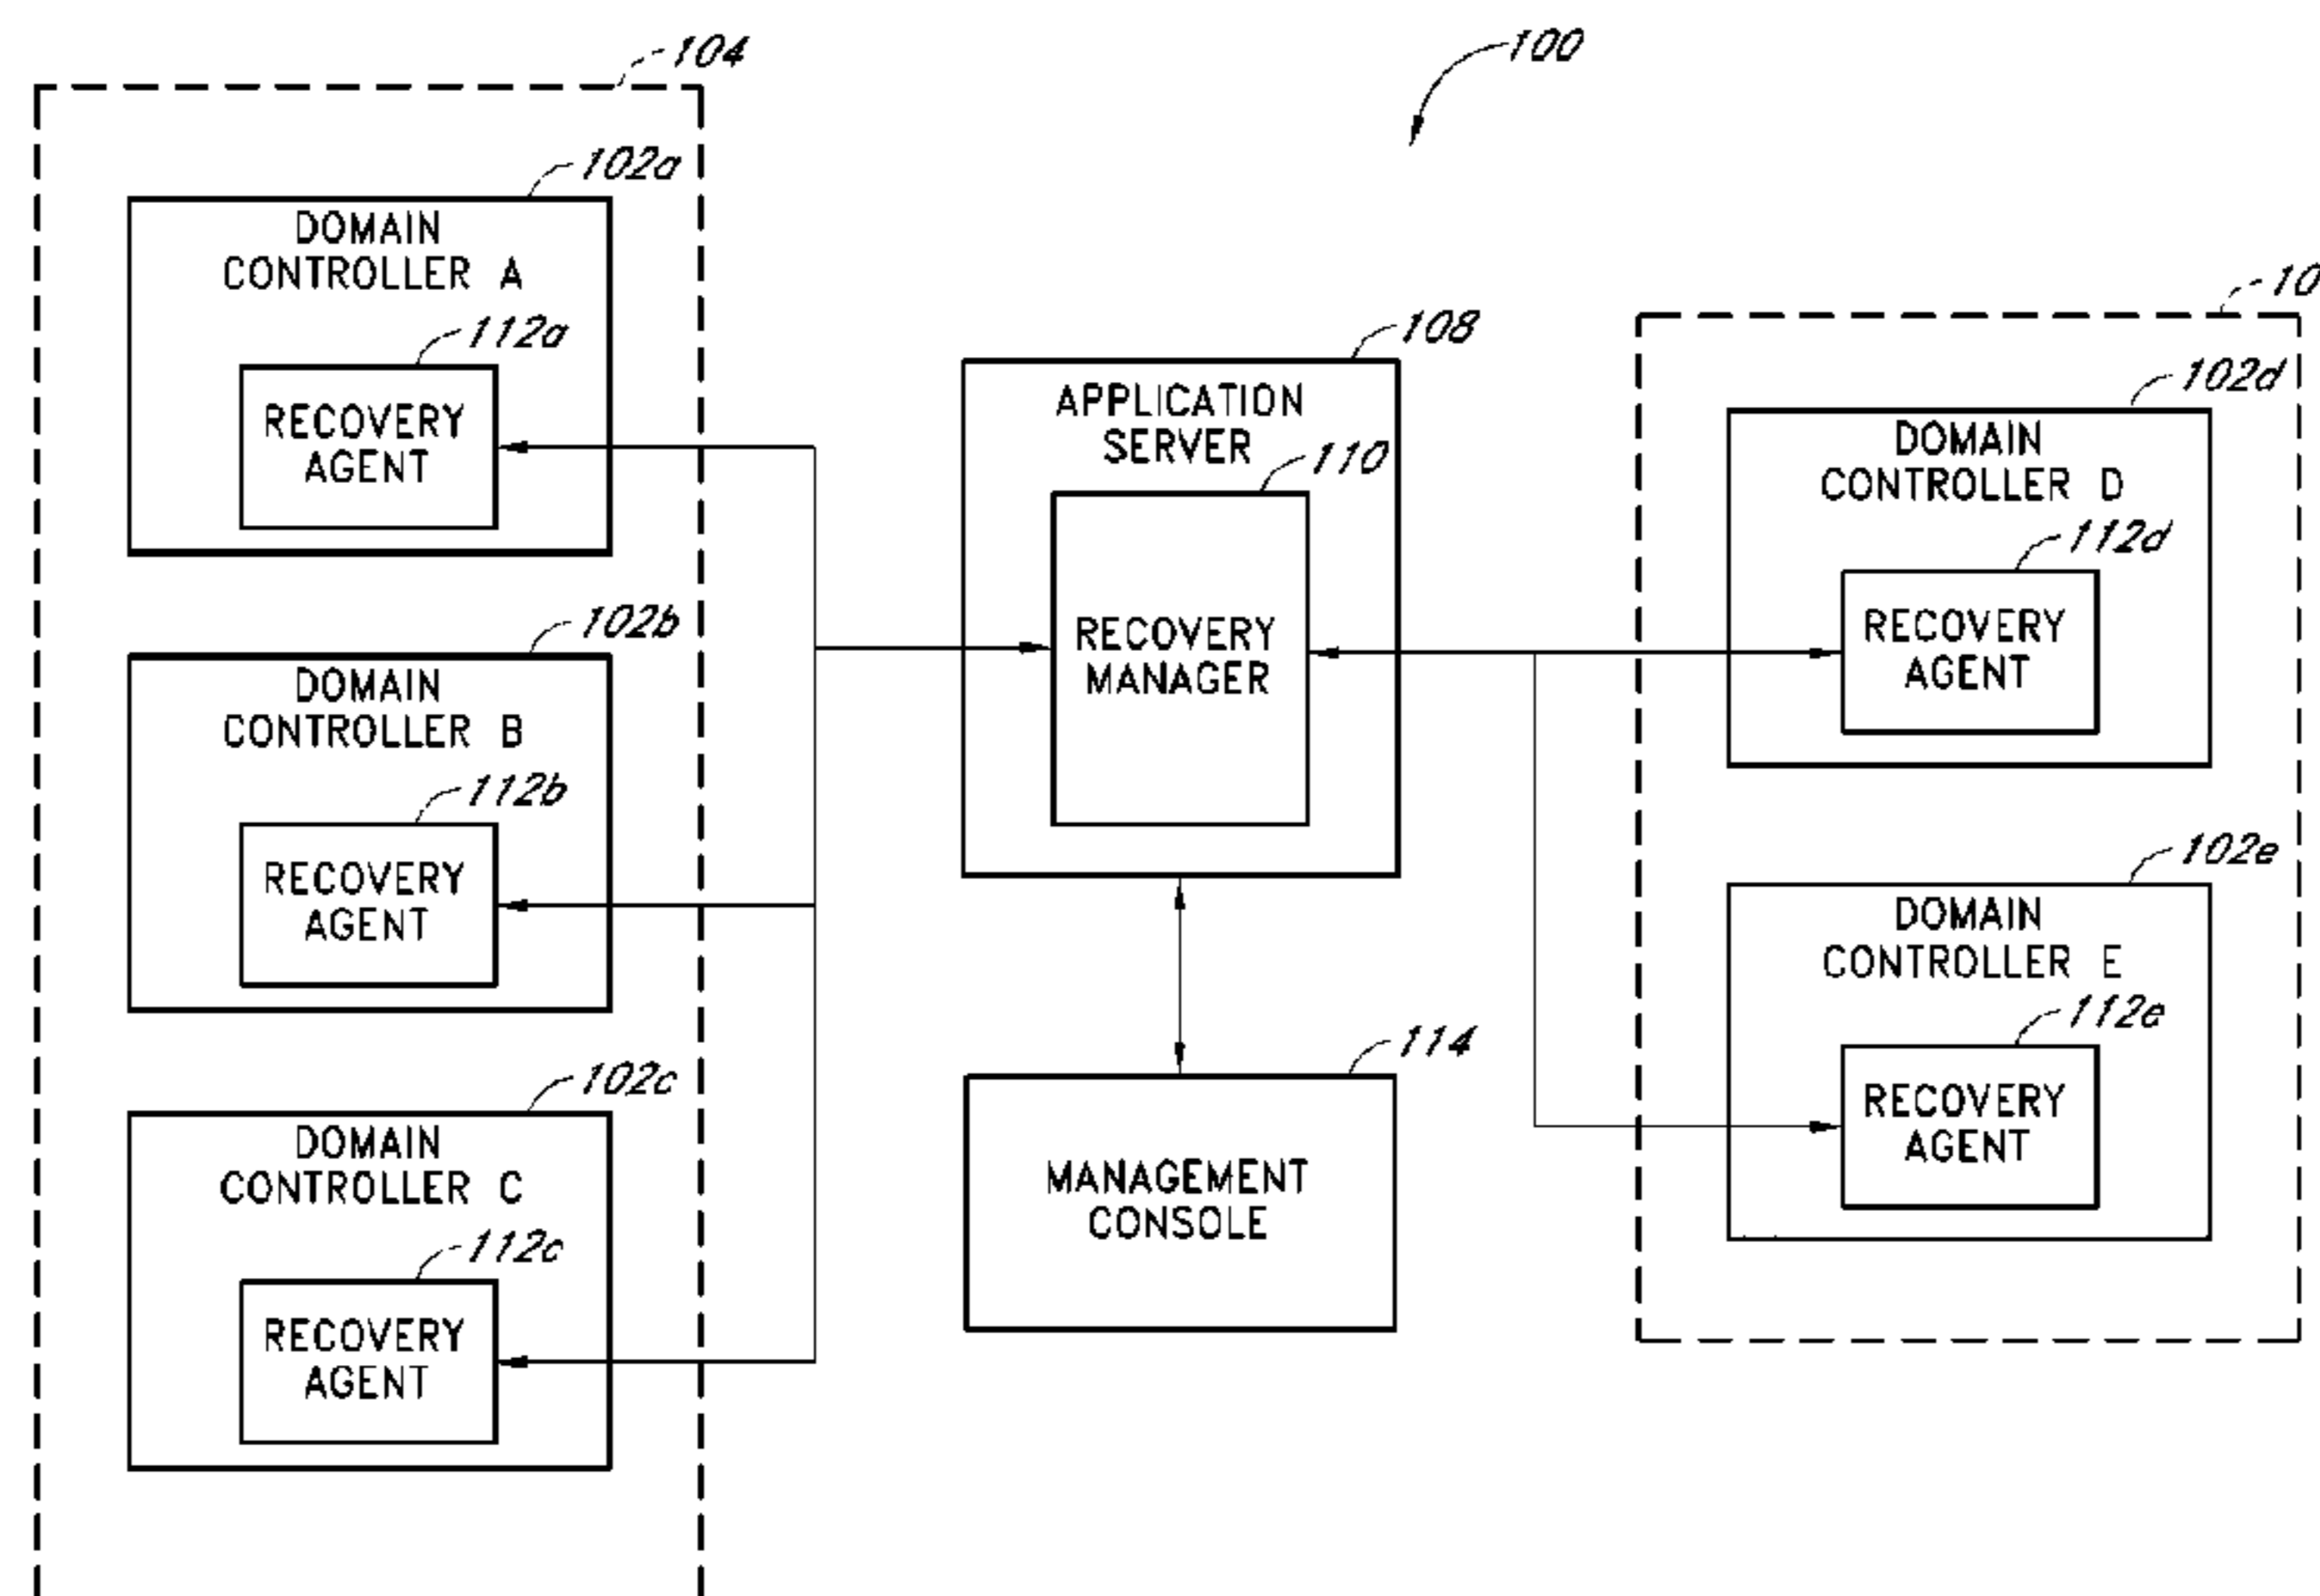 104
100
102a
DOMAIN
CONTROLLER A
112a
RECOVERY
AGENT
102b
DOMAIN
CONTROLLER B
112b
RECOVERY
AGENT
102c
DOMAIN
CONTROLLER C
112c
RECOVERY
AGENT
108
APPLICATION
SERVER
110
RECOVERY
MANAGER
114
MANAGEMENT
CONSOLE
102d
DOMAIN
CONTROLLER D
112d
RECOVERY
AGENT
102e
DOMAIN
CONTROLLER E
112e
RECOVERY
AGENT